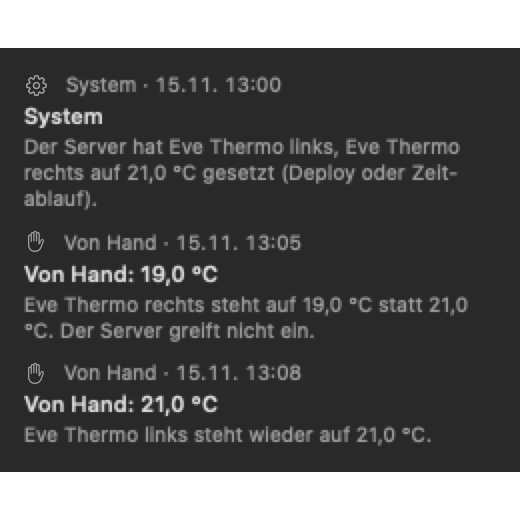 System · 15.11. 13:00
System
Der Server hat Eve Thermo links, Eve Thermo
rechts auf 21,0 °C gesetzt (Deploy oder Zeit-
ablauf).
Von Hand · 15.11. 13:05
Von Hand: 19,0 °C
Eve Thermo rechts steht auf 19,0 °C statt 21,0
°C. Der Server greift nicht ein.
Von Hand · 15.11. 13:08
Von Hand: 21,0 °C
Eve Thermo links steht wieder auf 21,0 °C.